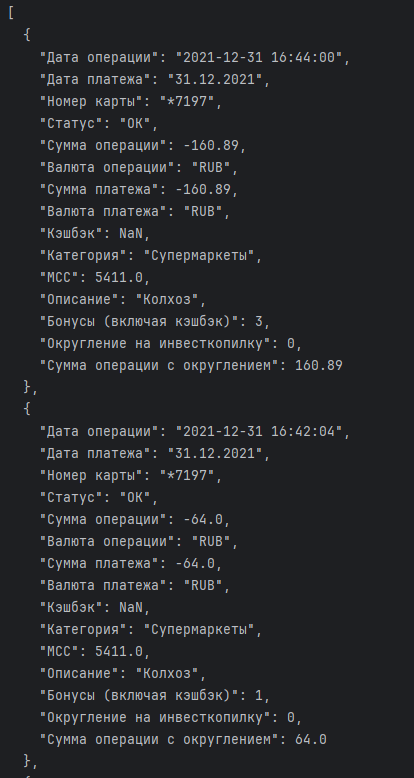 [
{
"Дата операции": "2021-12-31 16:44:00",
"Дата платежа": "31.12.2021",
"Номер карты": "*7197",
"Статус": "OK",
"Сумма операции": -160.89,
"Валюта операции": "RUB",
"Сумма платежа": -160.89,
"Валюта платежа": "RUB",
"Кэшбэк": NaN,
"Категория": "Супермаркеты",
"MCC": 5411.0,
"Описание": "Колхоз",
"Бонусы (включая кэшбэк)": 3,
"Округление на инвесткопилку": 0,
"Сумма операции с округлением": 160.89
},
{
"Дата операции": "2021-12-31 16:42:04",
"Дата платежа": "31.12.2021",
"Номер карты": "*7197",
"Статус": "OK",
"Сумма операции": -64.0,
"Валюта операции": "RUB",
"Сумма платежа": -64.0,
"Валюта платежа": "RUB",
"Кэшбэк": NaN,
"Категория": "Супермаркеты",
"MCC": 5411.0,
"Описание": "Колхоз",
"Бонусы (включая кэшбэк)": 1,
"Округление на инвесткопилку": 0,
"Сумма операции с округлением": 64.0
},